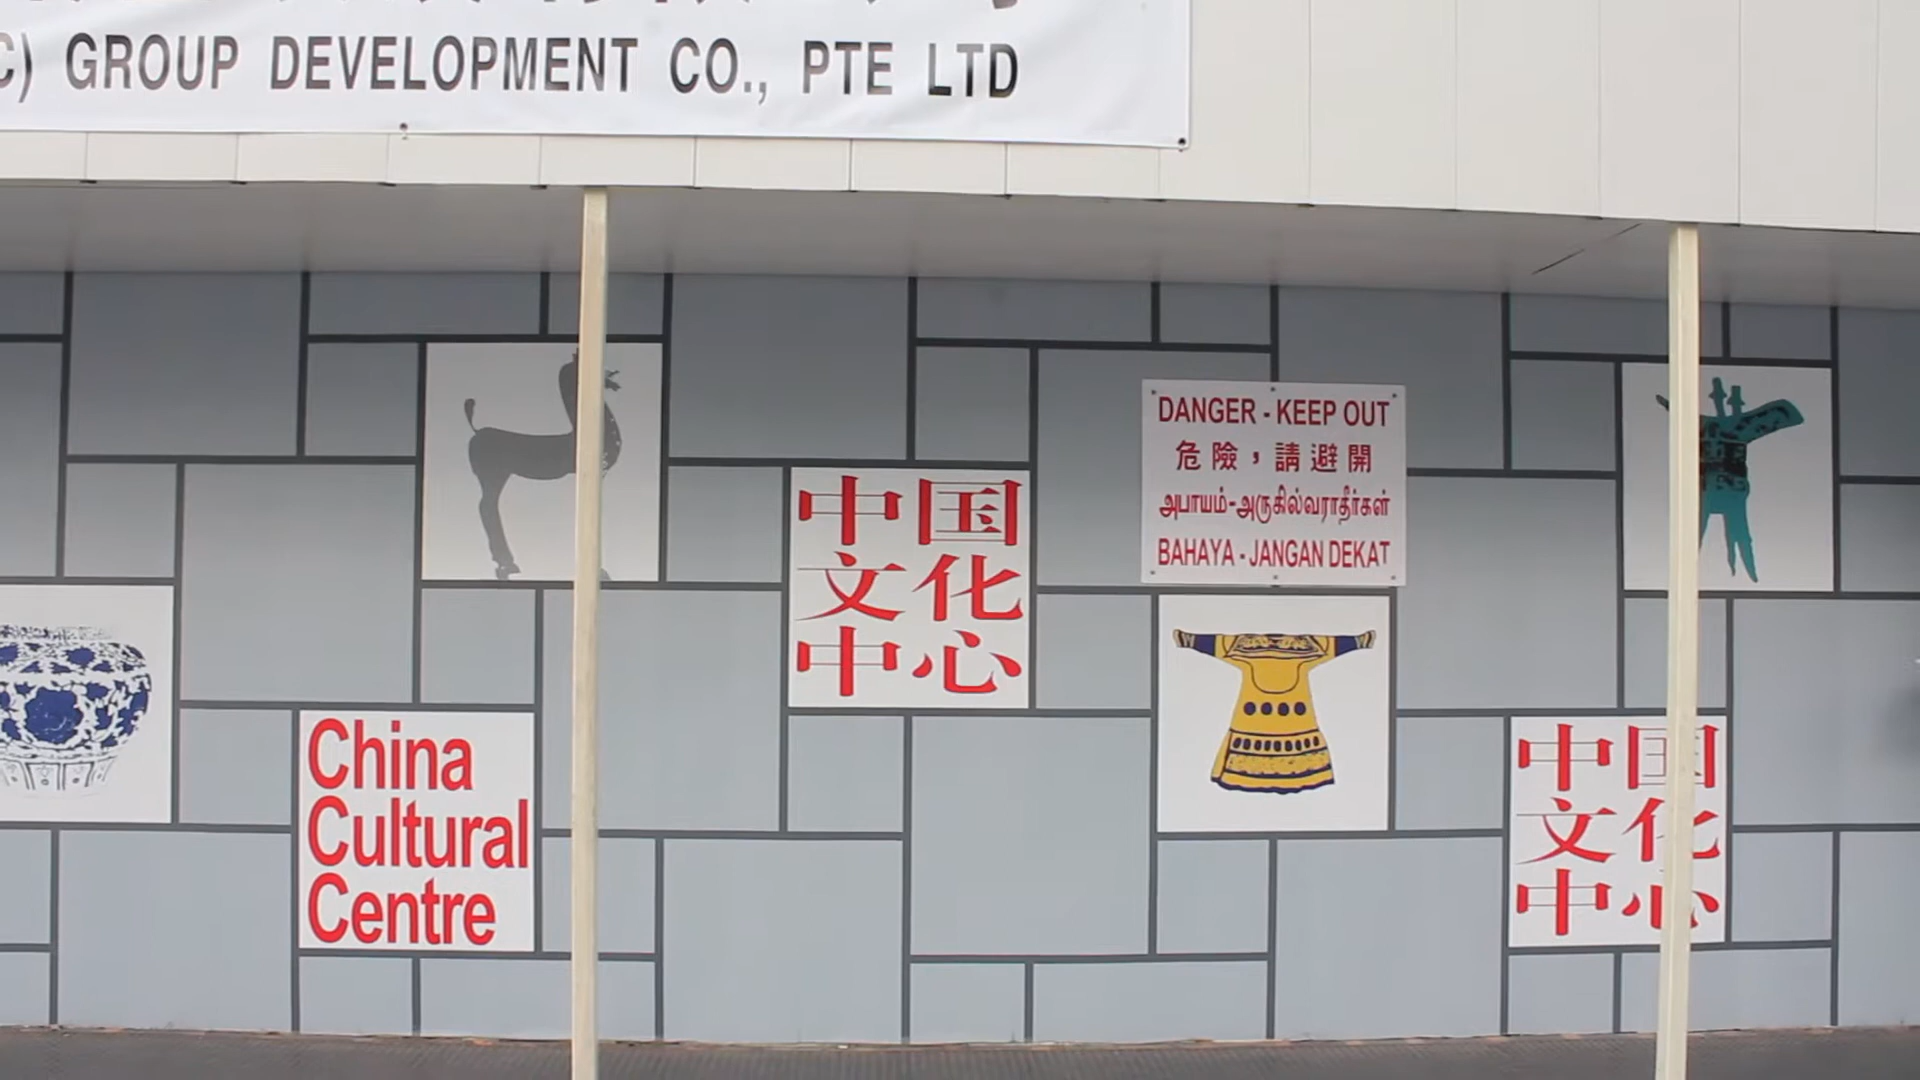 C) GROUP DEVELOPMENT CO., PTE LTD
DANGER - KEEP OUT
危險，請避開
அபாயம்-அருகில்வராதீர்கள்
BAHAYA - JANGAN DEKAT
中国
文化
中心
China
Cultural
Centre
中国
文化
中心